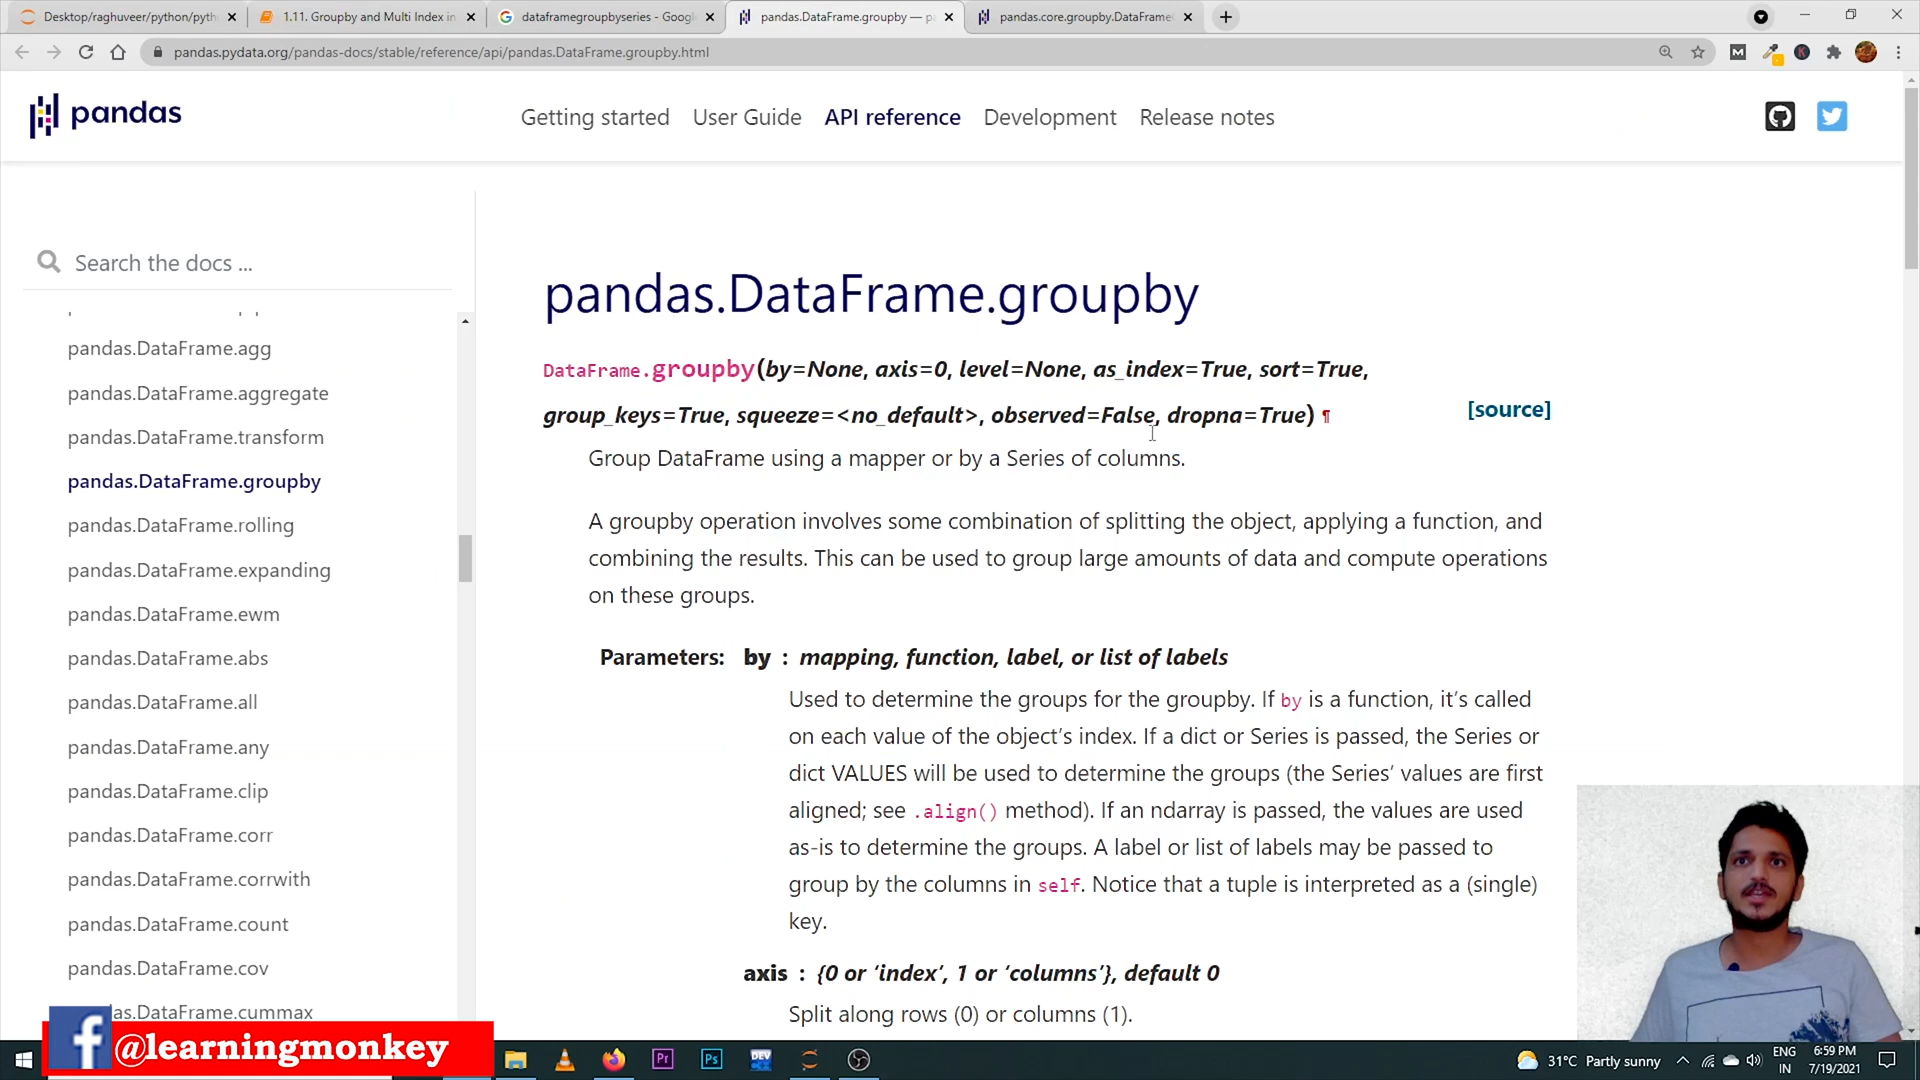 Desktop/raghuveer/python/pyth
1.11. Groupby and Multi Index in
dataframegroupbyseries - Googl
pandas.DataFrame.groupby — p
pandas.core.groupby.DataFrame
pandas.pydata.org/pandas-docs/stable/reference/api/pandas.DataFrame.groupby.html
pandas
Getting started
User Guide
API reference
Development
Release notes
Search the docs ...
pandas.DataFrame.agg
pandas.DataFrame.aggregate
pandas.DataFrame.transform
pandas.DataFrame.groupby
pandas.DataFrame.rolling
pandas.DataFrame.expanding
pandas.DataFrame.ewm
pandas.DataFrame.abs
pandas.DataFrame.all
pandas.DataFrame.any
pandas.DataFrame.clip
pandas.DataFrame.corr
pandas.DataFrame.corrwith
pandas.DataFrame.count
pandas.DataFrame.cov
das.DataFrame.cummax
pandas.DataFrame.groupby
DataFrame.groupby(by=None, axis=0, level=None, as_index=True, sort=True,
group_keys=True, squeeze=<no_default>, observed=False, dropna=True) ¶
[source]
Group DataFrame using a mapper or by a Series of columns.
A groupby operation involves some combination of splitting the object, applying a function, and
combining the results. This can be used to group large amounts of data and compute operations
on these groups.
Parameters: by : mapping, function, label, or list of labels
Used to determine the groups for the groupby. If by is a function, it’s called
on each value of the object’s index. If a dict or Series is passed, the Series or
dict VALUES will be used to determine the groups (the Series’ values are first
aligned; see .align() method). If an ndarray is passed, the values are used
as-is to determine the groups. A label or list of labels may be passed to
group by the columns in self. Notice that a tuple is interpreted as a (single)
key.
axis : {0 or ‘index’, 1 or ‘columns’}, default 0
Split along rows (0) or columns (1).
f @learningmonkey
Pr
Ps
DEV
31°C Partly sunny
ENG
IN
6:59 PM
7/19/2021